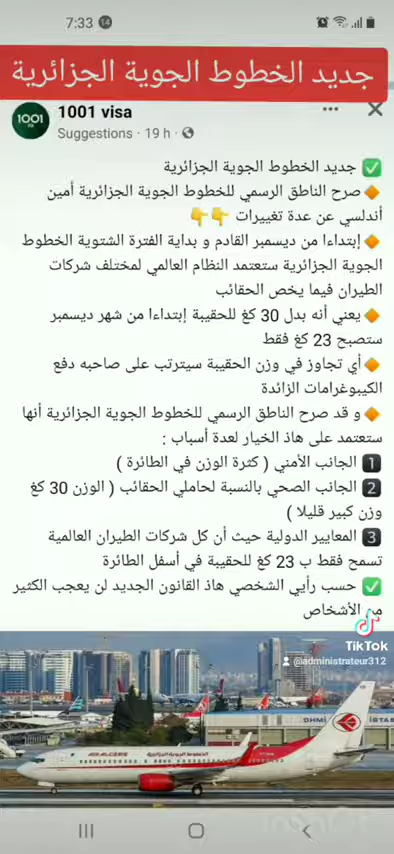 7:33 14
جديد الخطوط الجوية الجزائرية
1001
1001 visa
Suggestions · 19 h ·
✅ جديد الخطوط الجوية الجزائرية
🔶صرح الناطق الرسمي للخطوط الجوية الجزائرية أمين
أندلسي عن عدة تغييرات 👇👇
🔶إبتداءا من ديسمبر القادم و بداية الفترة الشتوية الخطوط
الجوية الجزائرية ستعتمد النظام العالمي لمختلف شركات
الطيران فيما يخص الحقائب
🔶يعني أنه بدل 30 كغ للحقيبة إبتداءا من شهر ديسمبر
ستصبح 23 كغ فقط
🔶أي تجاوز في وزن الحقيبة سيترتب على صاحبه دفع
الكيوغرامات الزائدة
🔶و قد صرح الناطق الرسمي للخطوط الجوية الجزائرية أنها
ستعتمد على هاذ الخيار لعدة أسباب :
1️⃣ الجانب الأمني ( كثرة الوزن في الطائرة )
2️⃣ الجانب الصحي بالنسبة لحاملي الحقائب ( الوزن 30 كغ
وزن كبير قليلا )
3️⃣ المعايير الدولية حيث أن كل شركات الطيران العالمية
تسمح فقط ب 23 كغ للحقيبة في أسفل الطائرة
✅ حسب رأيي الشخصي هاذ القانون الجديد لن يعجب الكثير
من الأشخاص
TikTok
@administrateur312
DHMI
ISTA
AIR ALGERIE الخطوط الجوية الجزائرية